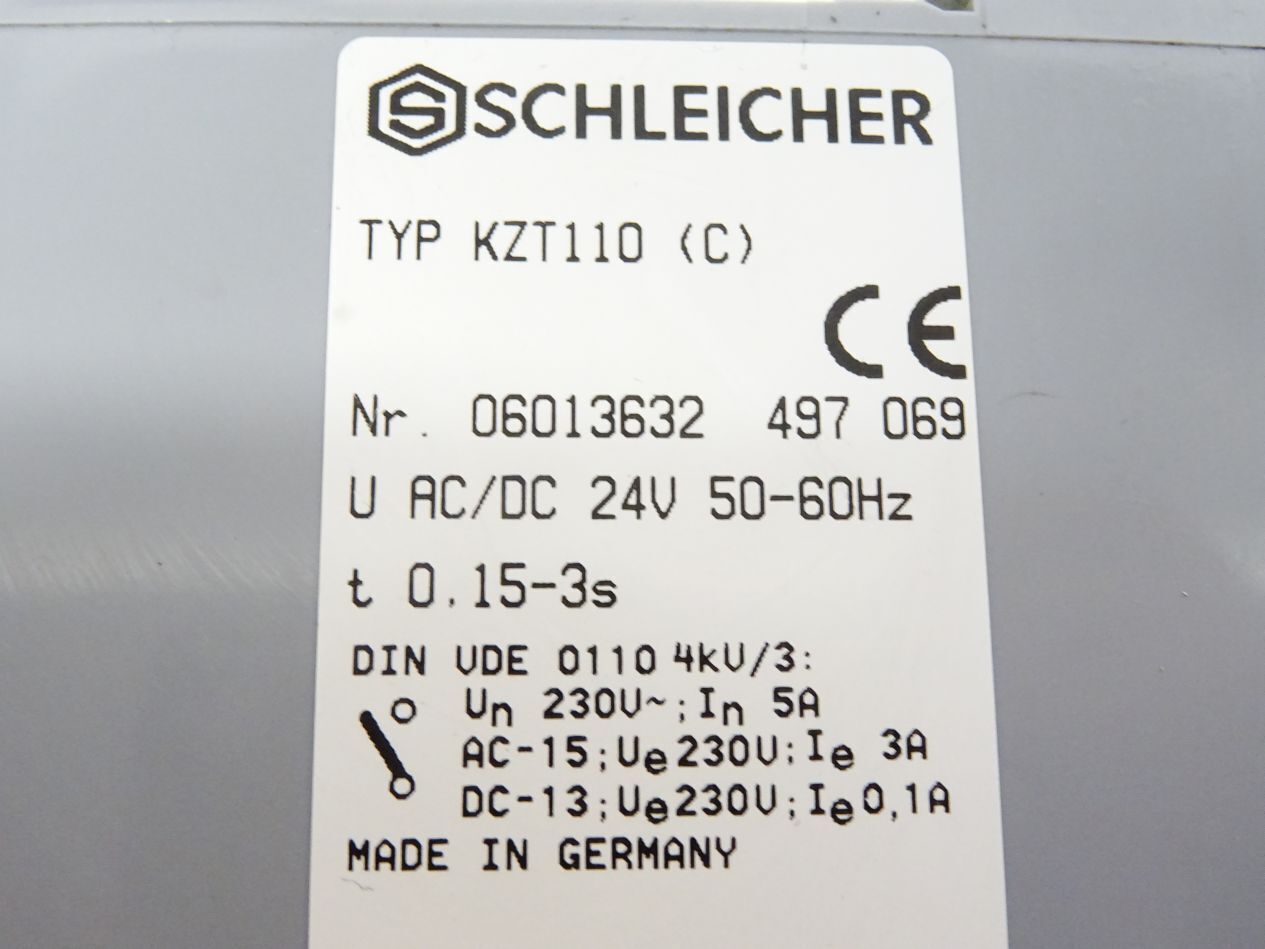 SCHLEICHER
TYP KZT110 (C)
CE
Nr. 06013632 497 069
U AC/DC 24V 50-60Hz
t 0.15-3s
DIN VDE 0110 4kV/3:
Un 230V~; In 5A
AC-15; Ue 230V; Ie 3A
DC-13; Ue 230V; Ie 0,1A
MADE IN GERMANY